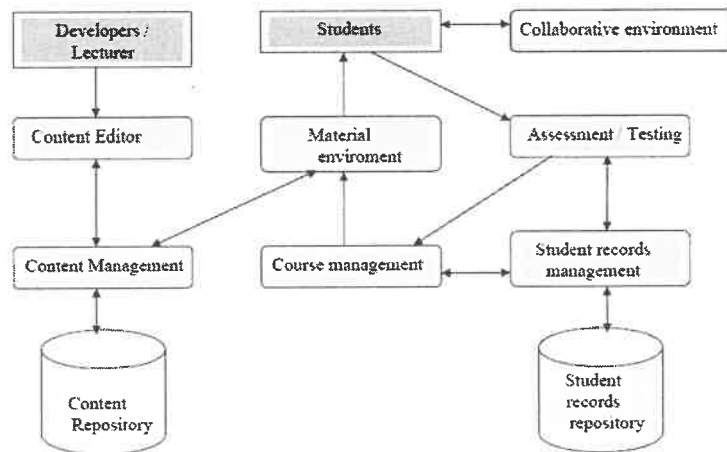 Developers /
Lecturer
Students
Collaborative environment
Content Editor
Material
enviroment
Assessment / Testing
Content Management
Course management
Student records
management
Content
Repository
Student
records
repository